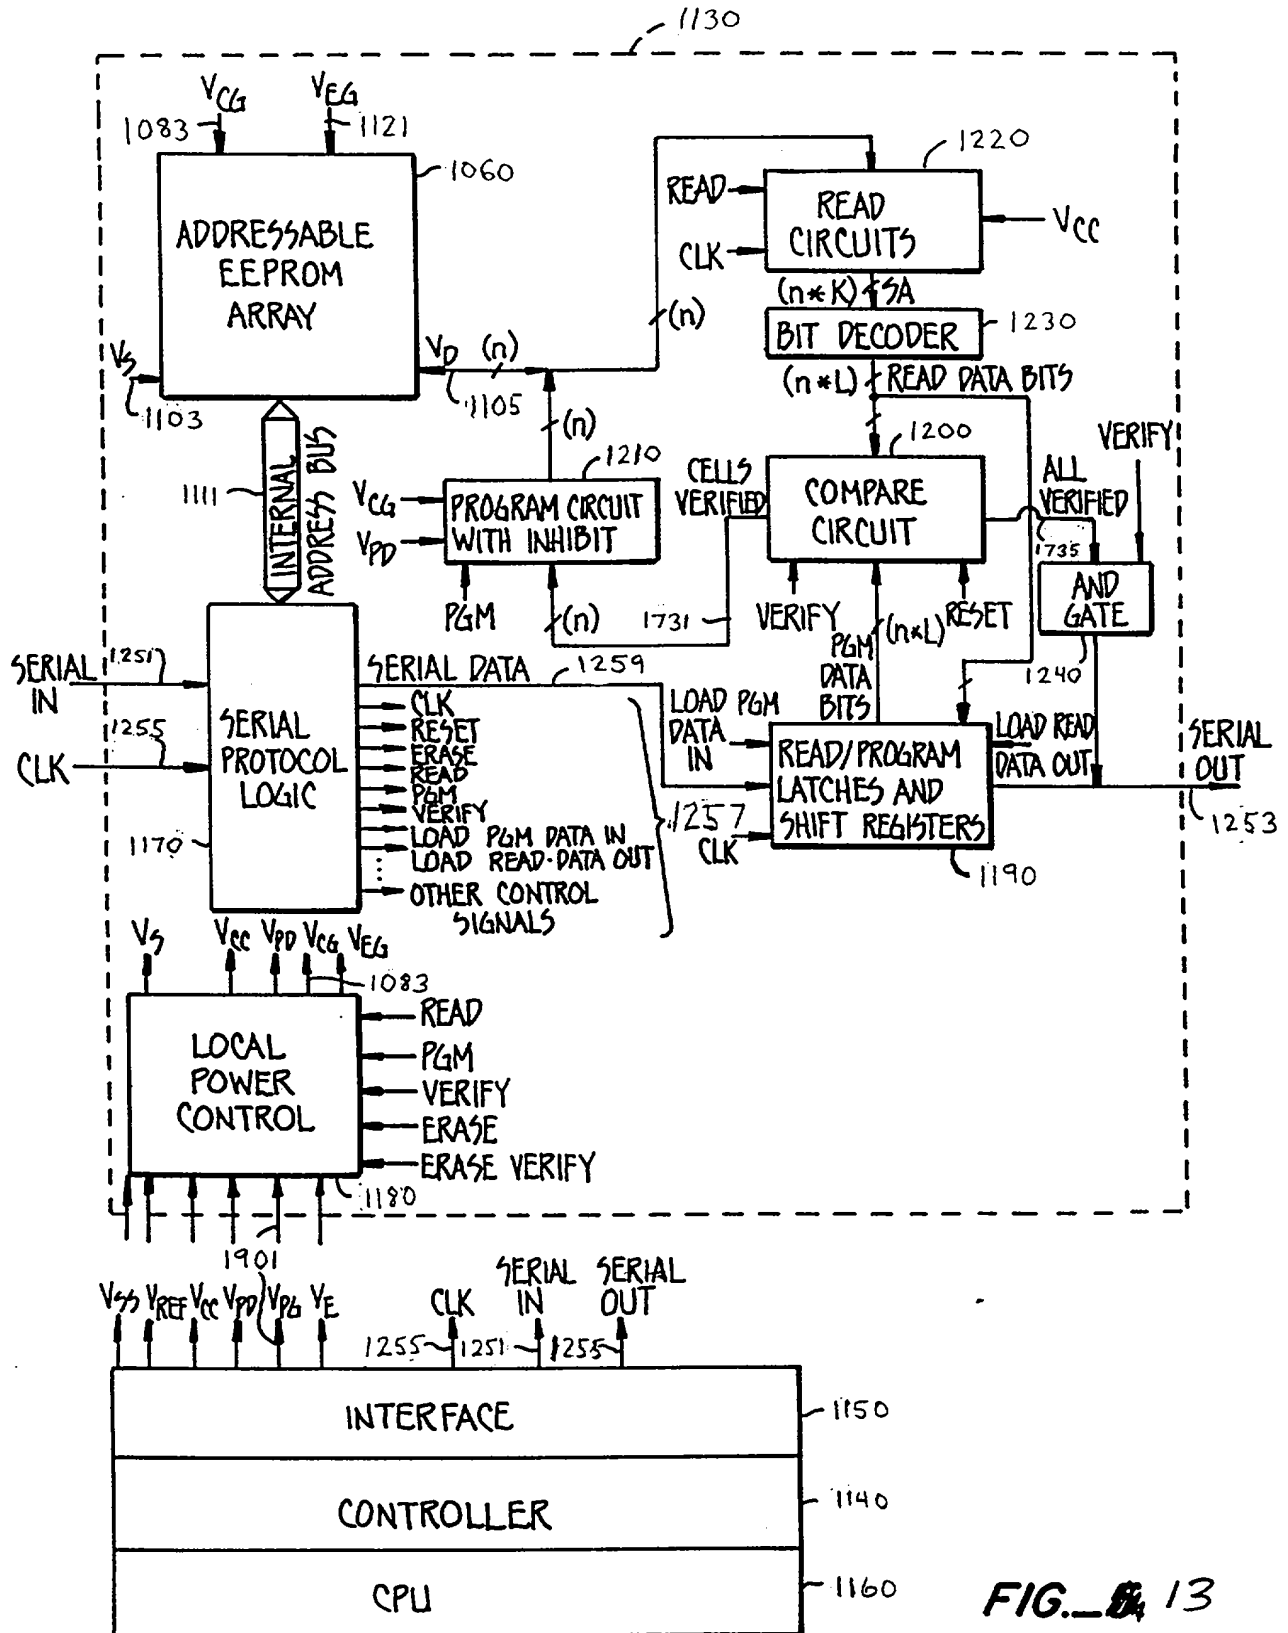 1130
VCG
VEG
1083
1121
1060
ADDRESSABLE
EEPROM
ARRAY
VS
1103
VD
(n)
1105
(n)
1220
READ
CLK
READ
CIRCUITS
VCC
(n*K)
SA
BIT DECODER
1230
(n*L)
READ DATA BITS
1111
INTERNAL
ADDRESS BUS
(n)
1210
VCG
VPD
PROGRAM CIRCUIT
WITH INHIBIT
PGM
(n)
CELLS
VERIFIED
1731
1200
COMPARE
CIRCUIT
VERIFY
RESET
ALL
VERIFIED
VERIFY
1735
AND
GATE
1240
PGM
DATA
BITS
(n*L)
SERIAL
IN
1251
1255
CLK
SERIAL
PROTOCOL
LOGIC
1170
SERIAL DATA
1259
CLK
RESET
ERASE
READ
PGM
VERIFY
LOAD PGM DATA IN
LOAD READ-DATA OUT
OTHER CONTROL
SIGNALS
1257
LOAD PGM
DATA
IN
CLK
READ/PROGRAM
LATCHES AND
SHIFT REGISTERS
1190
LOAD READ
DATA OUT
SERIAL
OUT
1253
VS
VCC
VPD
VCG
VEG
1083
LOCAL
POWER
CONTROL
READ
PGM
VERIFY
ERASE
ERASE VERIFY
1180
1901
VSS
VREF
VCC
VPD
VPG
VE
CLK
SERIAL
IN
SERIAL
OUT
1255
1251
1255
INTERFACE
1150
CONTROLLER
1140
CPU
1160
FIG. 13